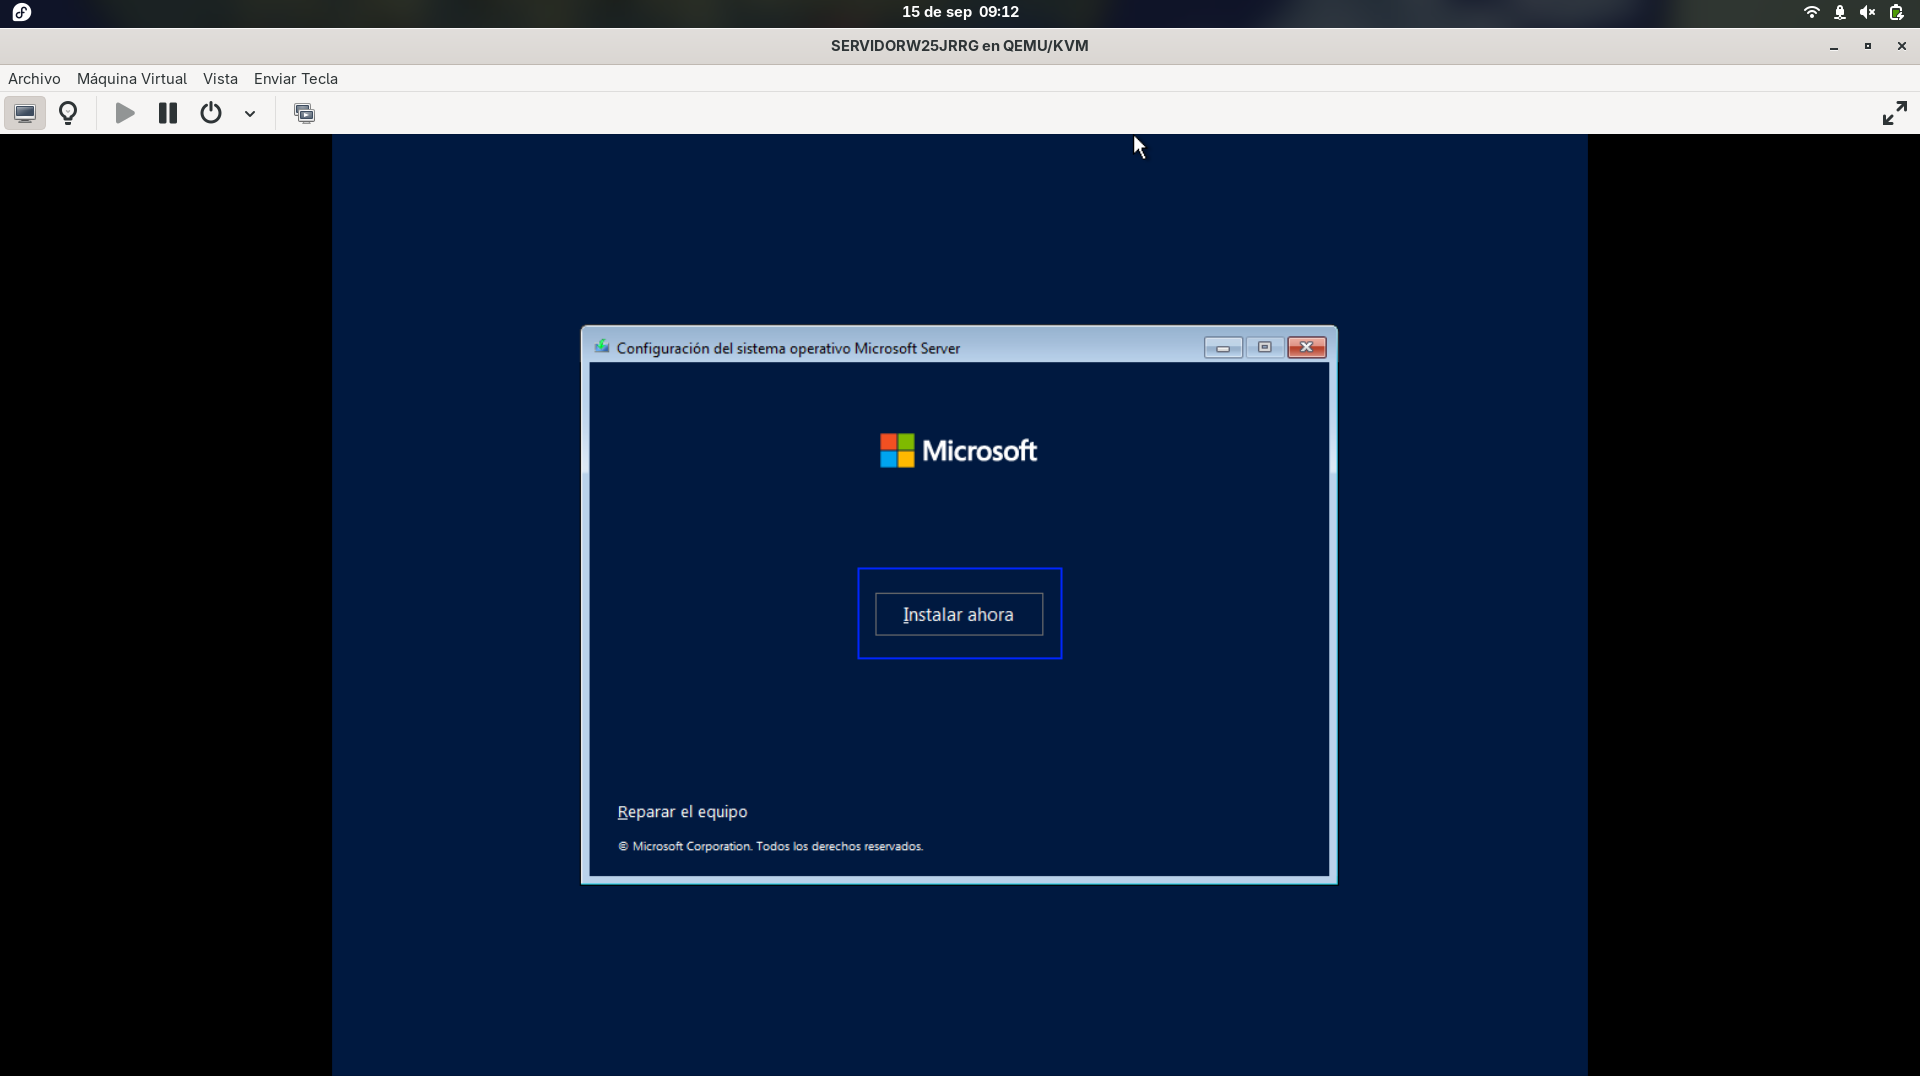 15 de sep 09:12
SERVIDORW25JRRG en QEMU/KVM
Archivo Máquina Virtual Vista Enviar Tecla
Configuración del sistema operativo Microsoft Server
Microsoft
Instalar ahora
Reparar el equipo
© Microsoft Corporation. Todos los derechos reservados.